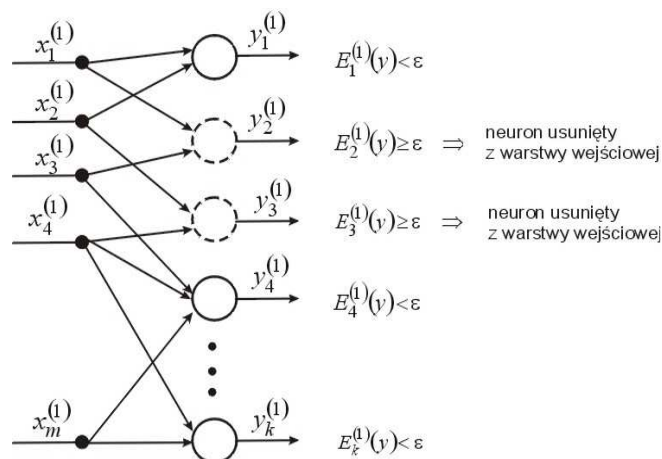 x_1^{(1)} y_1^{(1)} E_1^{(1)}(y)<ε
x_2^{(1)} y_2^{(1)} E_2^{(1)}(y)≥ε ⇒ neuron usunięty
z warstwy wejściowej
x_3^{(1)} y_3^{(1)} E_3^{(1)}(y)≥ε ⇒ neuron usunięty
z warstwy wejściowej
x_4^{(1)} y_4^{(1)} E_4^{(1)}(y)<ε
x_m^{(1)} y_k^{(1)} E_k^{(1)}(y)<ε